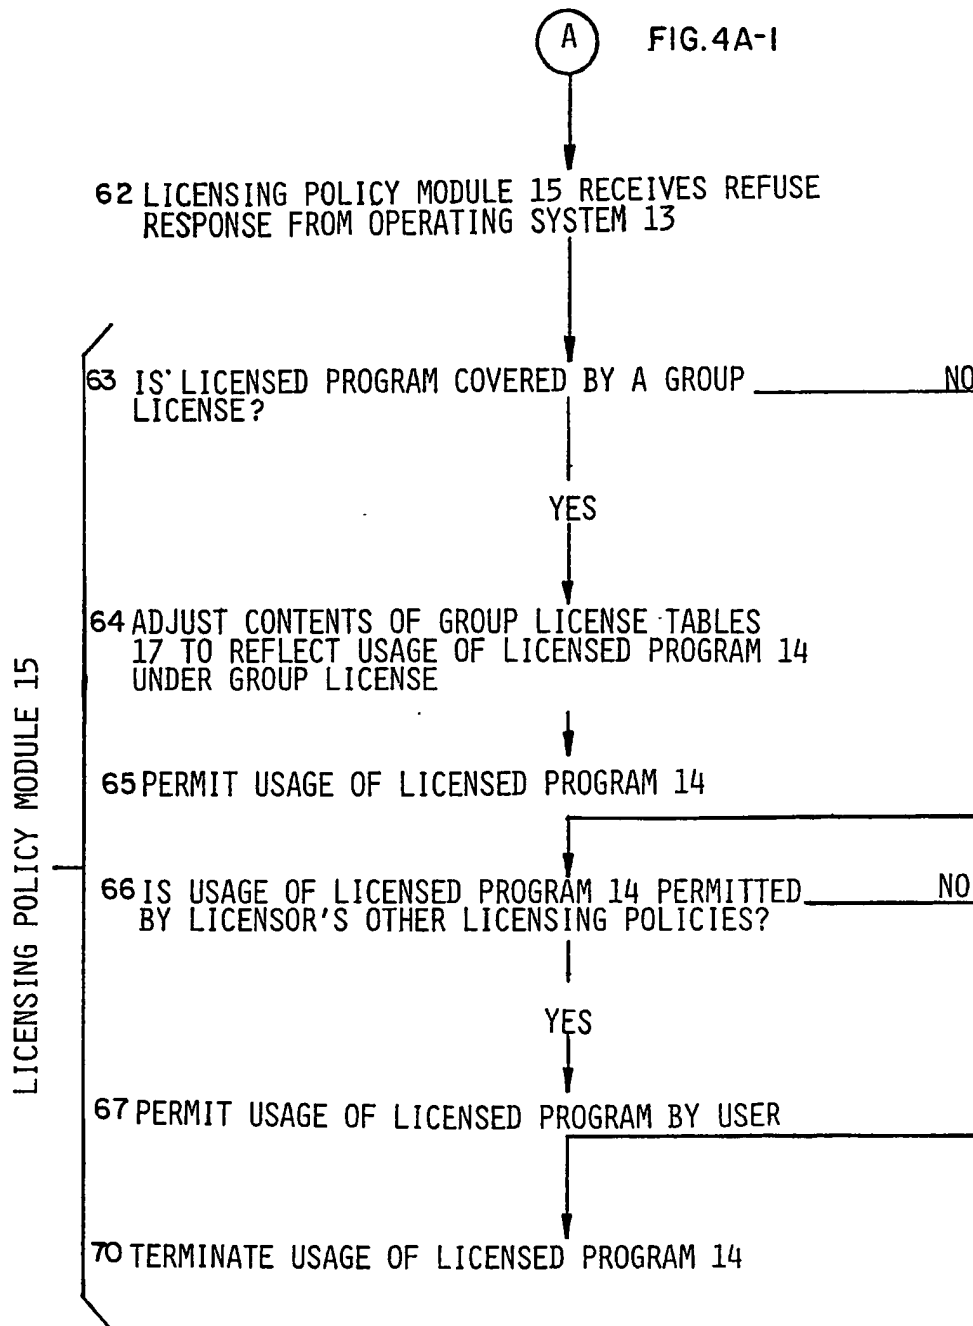 A
FIG.4A-1
62 LICENSING POLICY MODULE 15 RECEIVES REFUSE
RESPONSE FROM OPERATING SYSTEM 13
63 IS LICENSED PROGRAM COVERED BY A GROUP NO
LICENSE?
YES
64 ADJUST CONTENTS OF GROUP LICENSE TABLES
17 TO REFLECT USAGE OF LICENSED PROGRAM 14
UNDER GROUP LICENSE
65 PERMIT USAGE OF LICENSED PROGRAM 14
66 IS USAGE OF LICENSED PROGRAM 14 PERMITTED NO
BY LICENSOR'S OTHER LICENSING POLICIES?
YES
67 PERMIT USAGE OF LICENSED PROGRAM BY USER
70 TERMINATE USAGE OF LICENSED PROGRAM 14
LICENSING POLICY MODULE 15